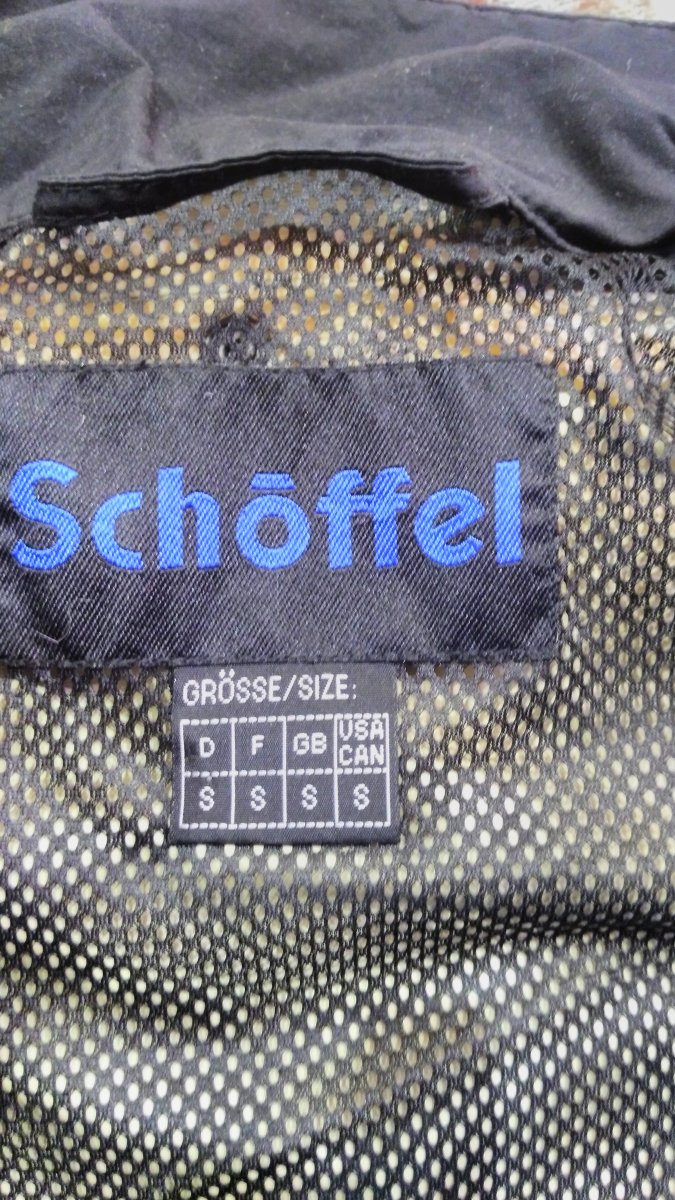 Schöffel
GRÖSSE/SIZE:
D F GB USA CAN
S S S S